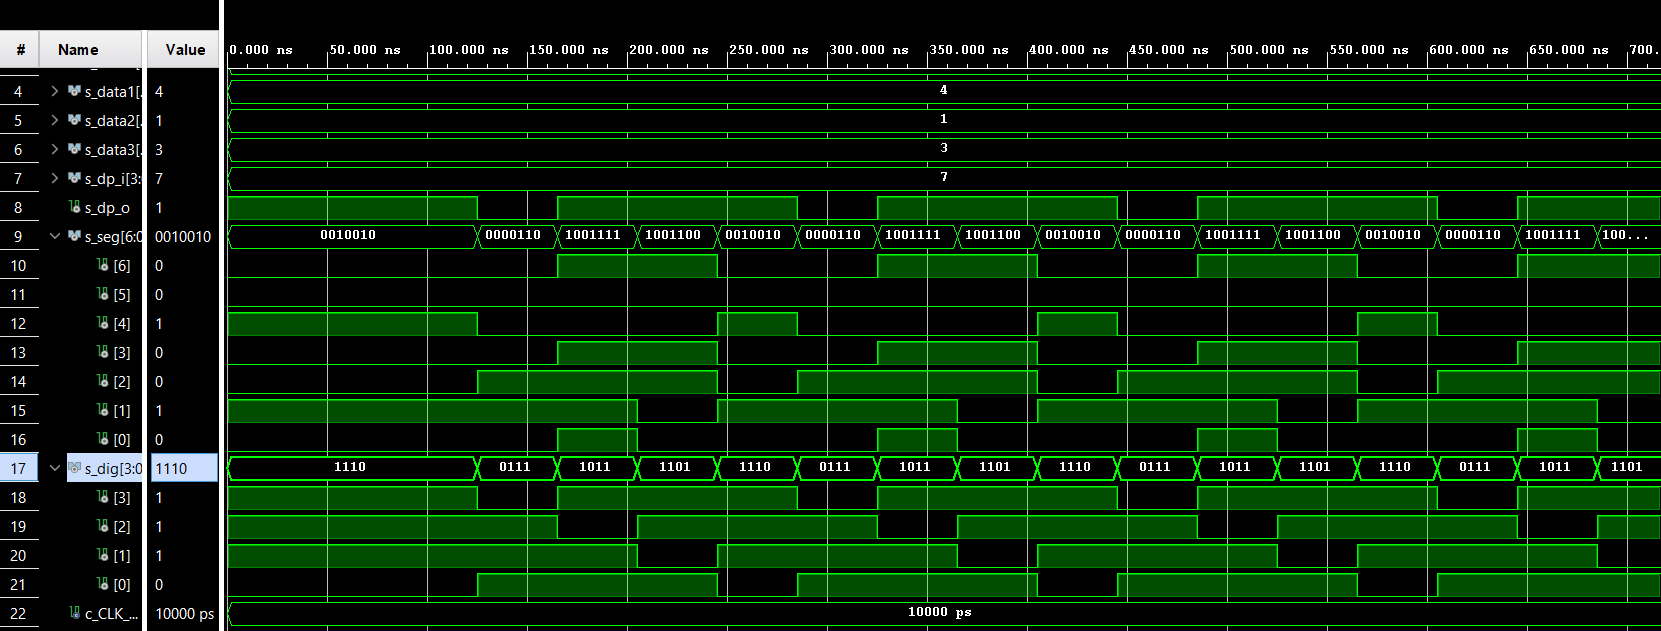 # Name Value 0.000 ns 50.000 ns 100.000 ns 150.000 ns 200.000 ns 250.000 ns 300.000 ns 350.000 ns 400.000 ns 450.000 ns 500.000 ns 550.000 ns 600.000 ns 650.000 ns 700.
4 s_data1[. 4 4
5 s_data2[. 1 1
6 s_data3[. 3 3
7 s_dp_i[3: 7 7
8 s_dp_o 1
9 s_seg[6:0 0010010 0010010 0000110 1001111 1001100 0010010 0000110 1001111 1001100 0010010 0000110 1001111 1001100 0010010 0000110 1001111 100...
10 [6] 0
11 [5] 0
12 [4] 1
13 [3] 0
14 [2] 0
15 [1] 1
16 [0] 0
17 s_dig[3:0 1110 1110 0111 1011 1101 1110 0111 1011 1101 1110 0111 1011 1101 1110 0111 1011 1101
18 [3] 1
19 [2] 1
20 [1] 1
21 [0] 0
22 c_CLK_... 10000 ps 10000 ps